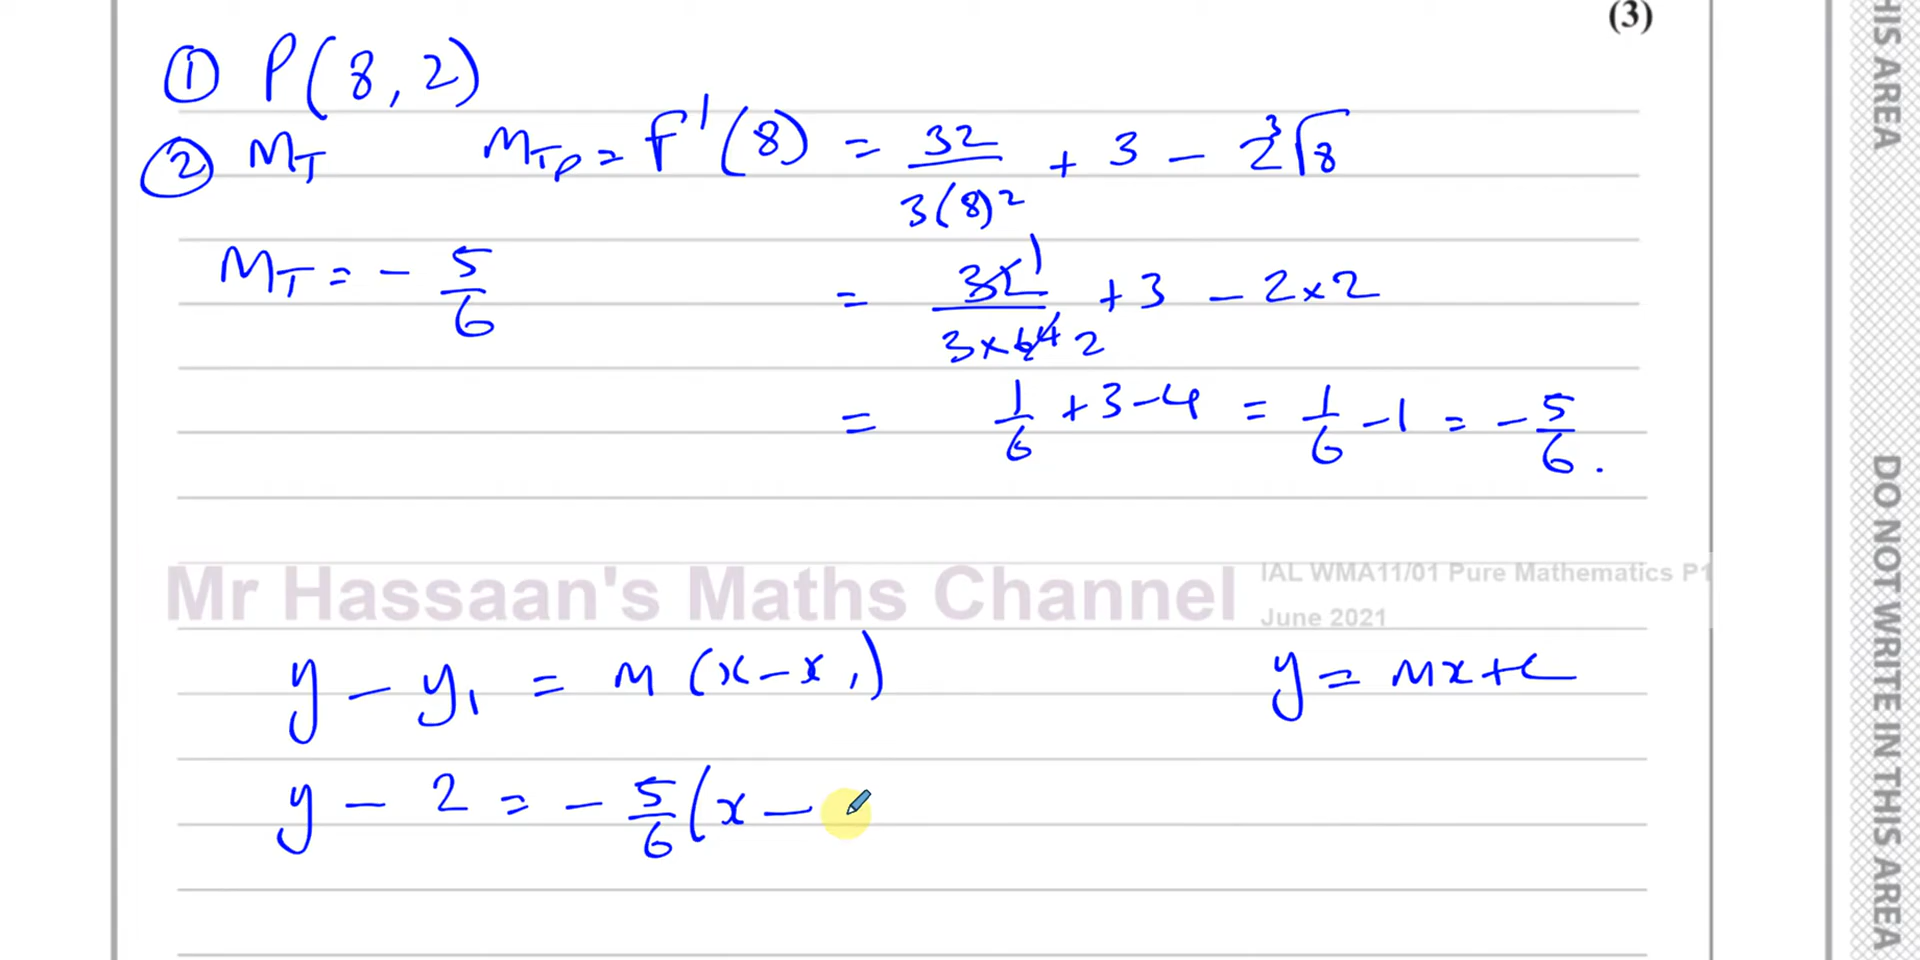 (3)
① P(8, 2)
② M_T   M_Tp = f'(8) = 32/3(8)² + 3 - 2∛8
M_T = - 5/6
= 32 1/3×64 2 + 3 - 2×2
= 1/6 + 3 - 4 = 1/6 - 1 = - 5/6 .
Mr Hassaan's Maths Channel
IAL WMA11/01 Pure Mathematics P1
June 2021
y - y₁ = m (x - x₁)   y = mx + c
y - 2 = - 5/6 (x -
HIS AREA
DO NOT WRITE IN THIS AREA